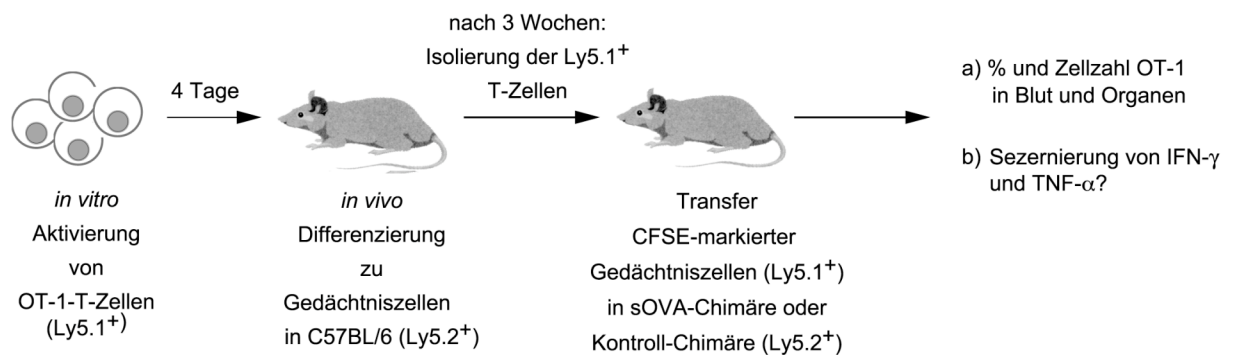 nach 3 Wochen:
Isolierung der Ly5.1+
T-Zellen
4 Tage
in vitro
Aktivierung
von
OT-1-T-Zellen
(Ly5.1+)
in vivo
Differenzierung
zu
Gedächtniszellen
in C57BL/6 (Ly5.2+)
Transfer
CFSE-markierter
Gedächtniszellen (Ly5.1+)
in sOVA-Chimäre oder
Kontroll-Chimäre (Ly5.2+)
a) % und Zellzahl OT-1
in Blut und Organen
b) Sezernierung von IFN-γ
und TNF-α?